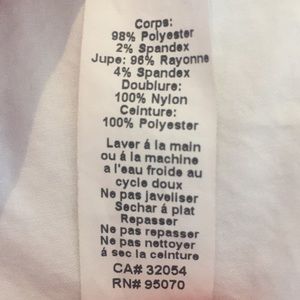 Corps:
98% Polyester
2% Spandex
Jupe: 96% Rayonne
4% Spandex
Doublure:
100% Nylon
Ceinture:
100% Polyester
Laver á la main
ou á la machine
a l'eau froide au
cycle doux
Ne pas javeliser
Sechar á plat
Repasser
Ne pas repasser
Ne pas nettoyer
á sec la ceinture
CA# 32054
RN# 95070